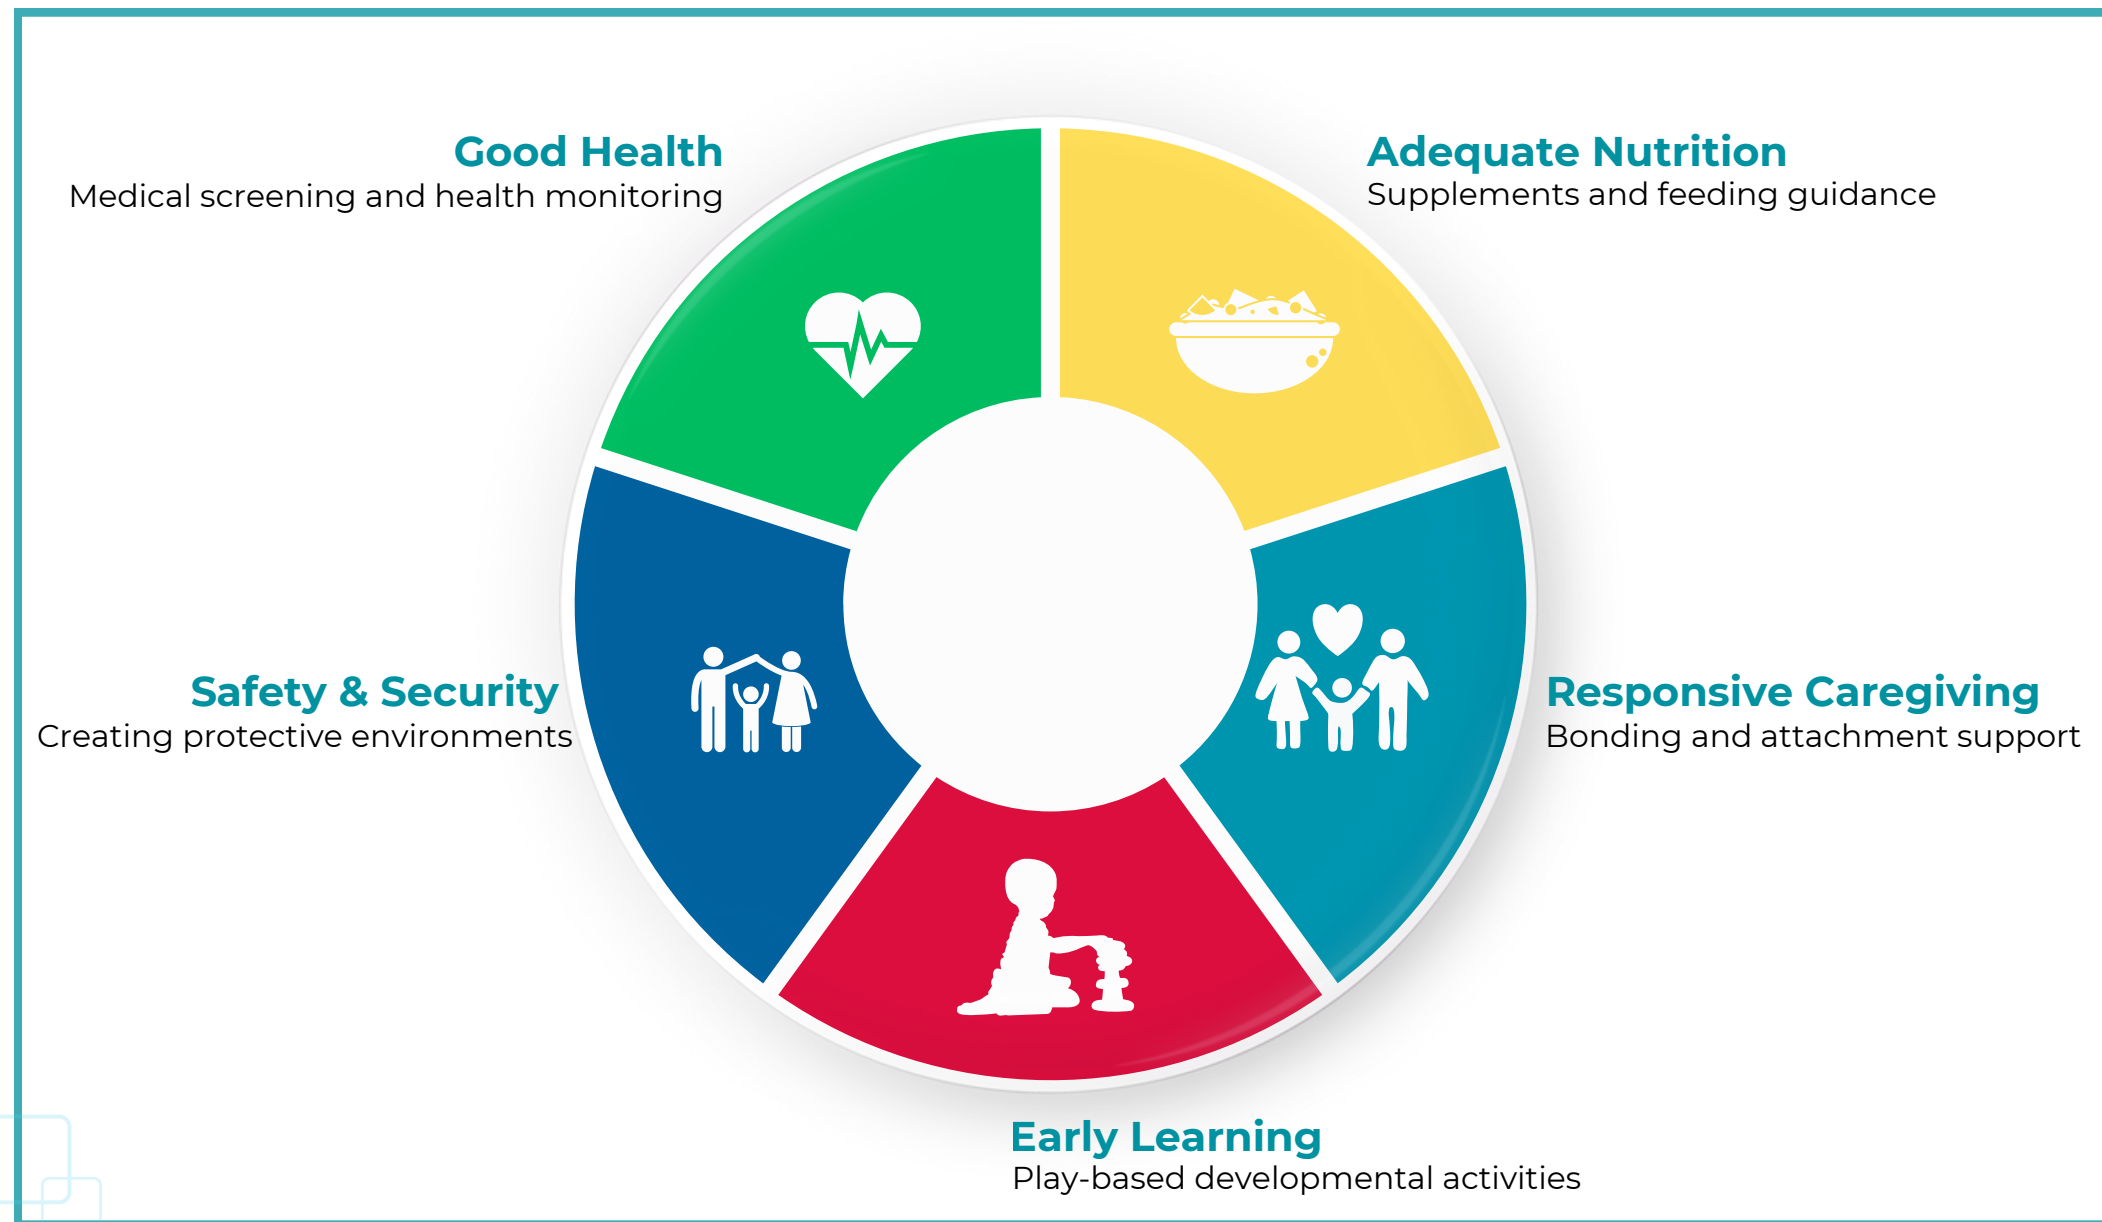 Good Health
Medical screening and health monitoring
Adequate Nutrition
Supplements and feeding guidance
Safety & Security
Creating protective environments
Responsive Caregiving
Bonding and attachment support
Early Learning
Play-based developmental activities